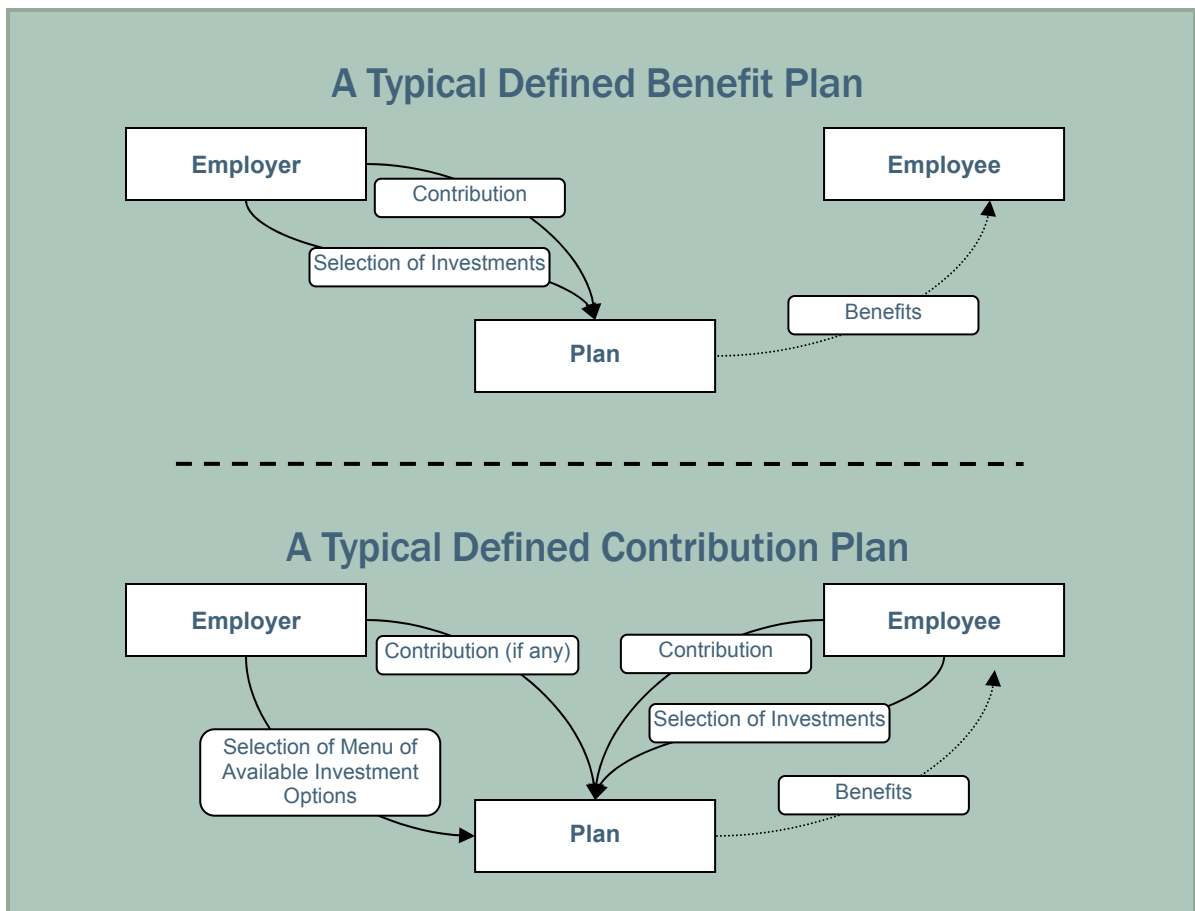 A Typical Defined Benefit Plan
Employer
Employee
Contribution
Selection of Investments
Benefits
Plan
A Typical Defined Contribution Plan
Employer
Employee
Contribution (if any)
Contribution
Selection of Investments
Selection of Menu of
Available Investment
Options
Benefits
Plan